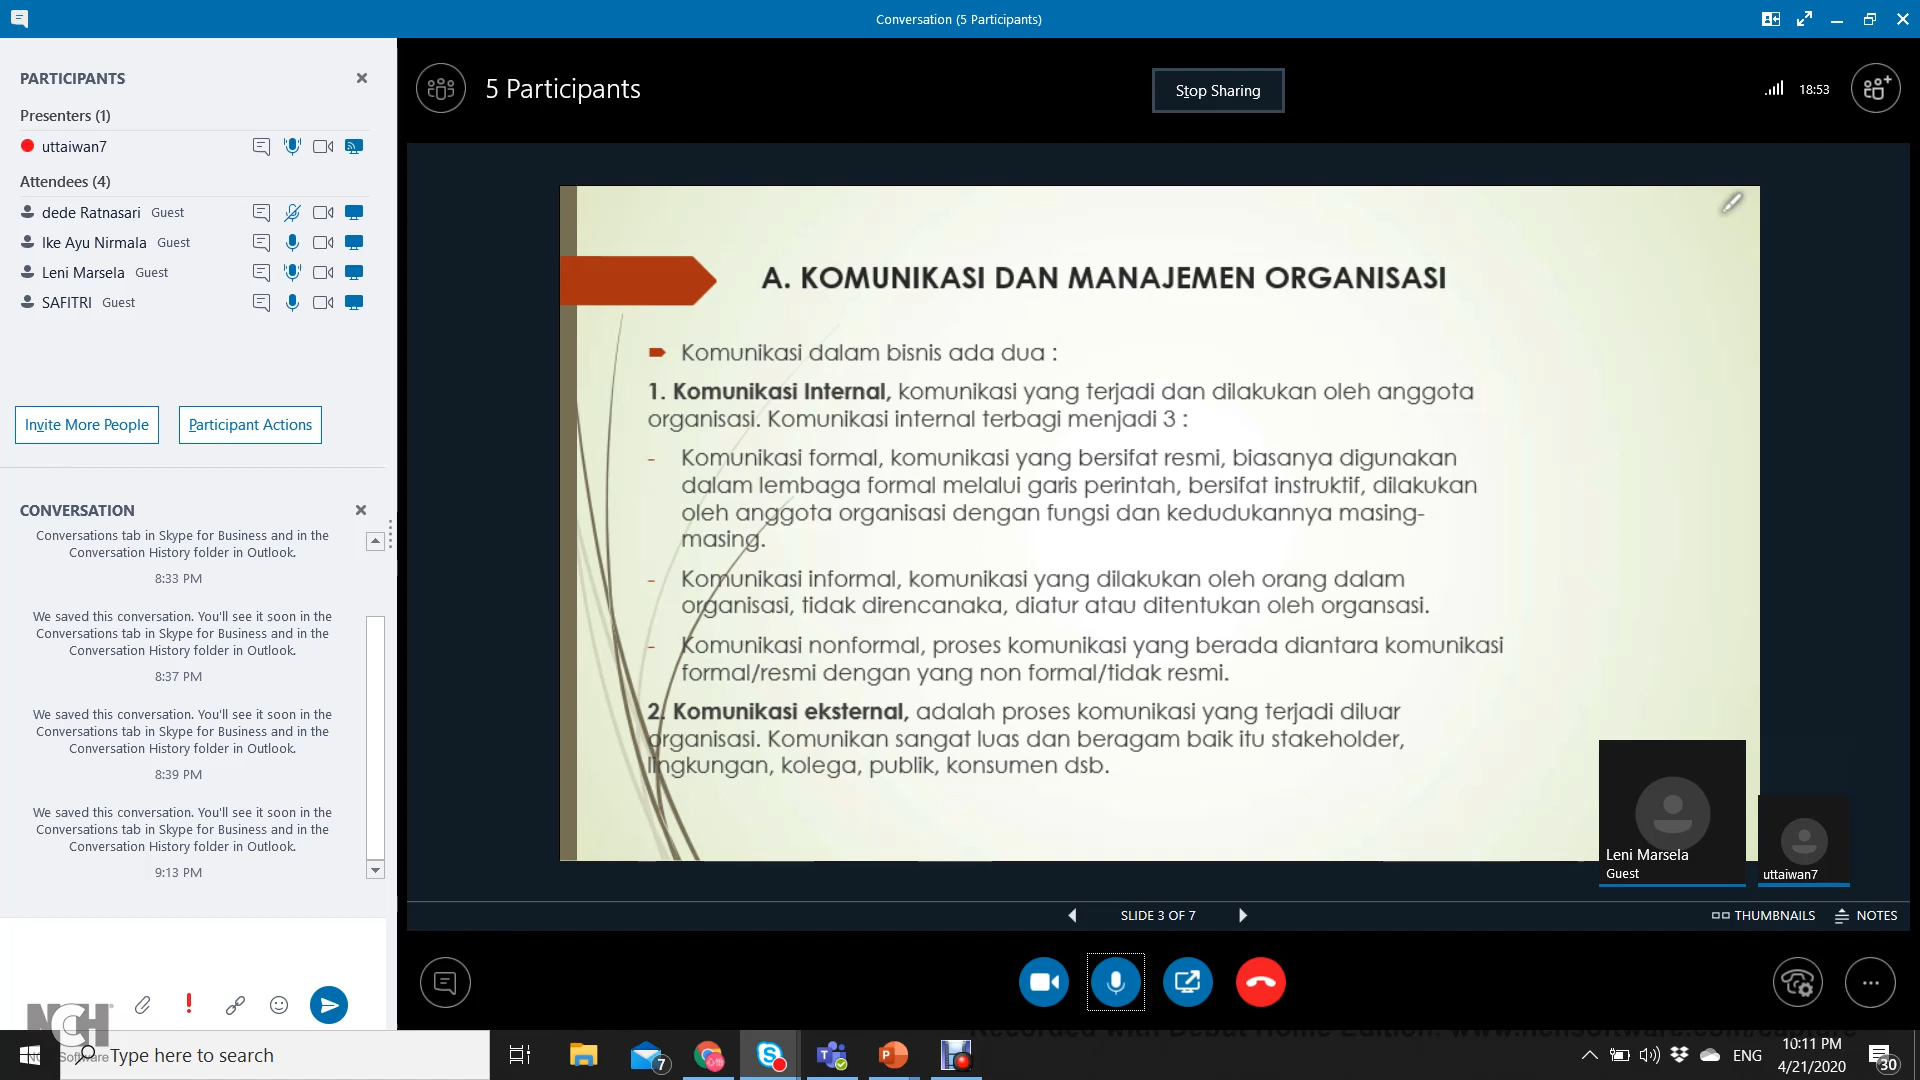 Conversation (5 Participants)
PARTICIPANTS
Presenters (1)
uttaiwan7
Attendees (4)
dede Ratnasari Guest
Ike Ayu Nirmala Guest
Leni Marsela Guest
SAFITRI Guest
Invite More People
Participant Actions
CONVERSATION
Conversations tab in Skype for Business and in the
Conversation History folder in Outlook.
8:33 PM
We saved this conversation. You'll see it soon in the
Conversations tab in Skype for Business and in the
Conversation History folder in Outlook.
8:37 PM
We saved this conversation. You'll see it soon in the
Conversations tab in Skype for Business and in the
Conversation History folder in Outlook.
8:39 PM
We saved this conversation. You'll see it soon in the
Conversations tab in Skype for Business and in the
Conversation History folder in Outlook.
9:13 PM
5 Participants
Stop Sharing
18:53
A. KOMUNIKASI DAN MANAJEMEN ORGANISASI
Komunikasi dalam bisnis ada dua :
1. Komunikasi Internal, komunikasi yang terjadi dan dilakukan oleh anggota
organisasi. Komunikasi internal terbagi menjadi 3 :
- Komunikasi formal, komunikasi yang bersifat resmi, biasanya digunakan
dalam lembaga formal melalui garis perintah, bersifat instruktif, dilakukan
oleh anggota organisasi dengan fungsi dan kedudukannya masing-
masing.
- Komunikasi informal, komunikasi yang dilakukan oleh orang dalam
organisasi, tidak direncanaka, diatur atau ditentukan oleh organsasi.
- Komunikasi nonformal, proses komunikasi yang berada diantara komunikasi
formal/resmi dengan yang non formal/tidak resmi.
2. Komunikasi eksternal, adalah proses komunikasi yang terjadi diluar
organisasi. Komunikan sangat luas dan beragam baik itu stakeholder,
lingkungan, kolega, publik, konsumen dsb.
Leni Marsela
Guest
uttaiwan7
SLIDE 3 OF 7
THUMBNAILS
NOTES
NCH
Software
Type here to search
7
ENG
10:11 PM
4/21/2020
30